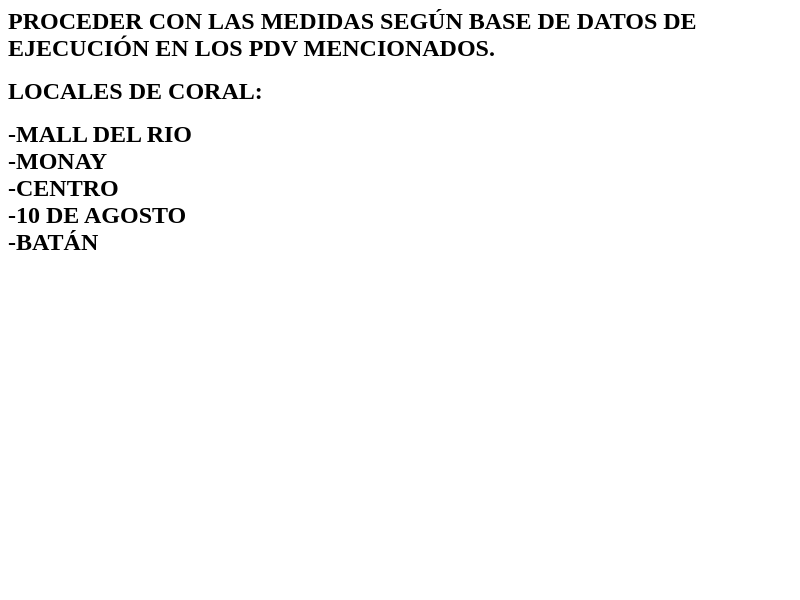 PROCEDER CON LAS MEDIDAS SEGÚN BASE DE DATOS DE
EJECUCIÓN EN LOS PDV MENCIONADOS.
LOCALES DE CORAL:
-MALL DEL RIO
-MONAY
-CENTRO
-10 DE AGOSTO
-BATÁN